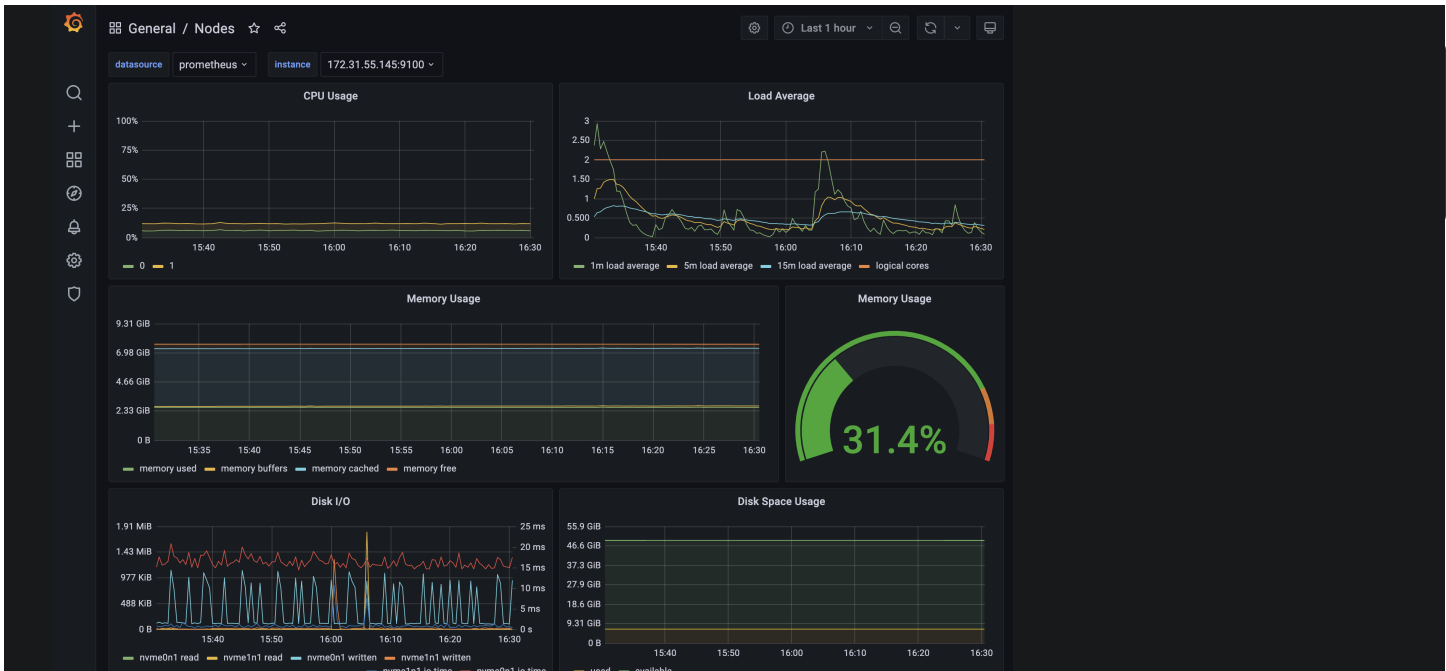 General / Nodes
Last 1 hour
datasource prometheus instance 172.31.55.145:9100
CPU Usage
100%
75%
50%
25%
0%
15:40 15:50 16:00 16:10 16:20 16:30
0 1
Load Average
3
2.50
2
1.50
1
0.500
0
15:40 15:50 16:00 16:10 16:20 16:30
1m load average 5m load average 15m load average logical cores
Memory Usage
9.31 GiB
6.98 GiB
4.66 GiB
2.33 GiB
0 B
15:35 15:40 15:45 15:50 15:55 16:00 16:05 16:10 16:15 16:20 16:25 16:30
memory used memory buffers memory cached memory free
Memory Usage
31.4%
Disk I/O
1.91 MiB
1.43 MiB
977 KiB
488 KiB
0 B
25 ms
20 ms
15 ms
10 ms
5 ms
0 s
15:40 15:50 16:00 16:10 16:20 16:30
nvme0n1 read nvme1n1 read nvme0n1 written nvme1n1 written
nvme1n1 io time nvme0n1 io time
Disk Space Usage
55.9 GiB
46.6 GiB
37.3 GiB
27.9 GiB
18.6 GiB
9.31 GiB
0 B
15:40 15:50 16:00 16:10 16:20 16:30
used available